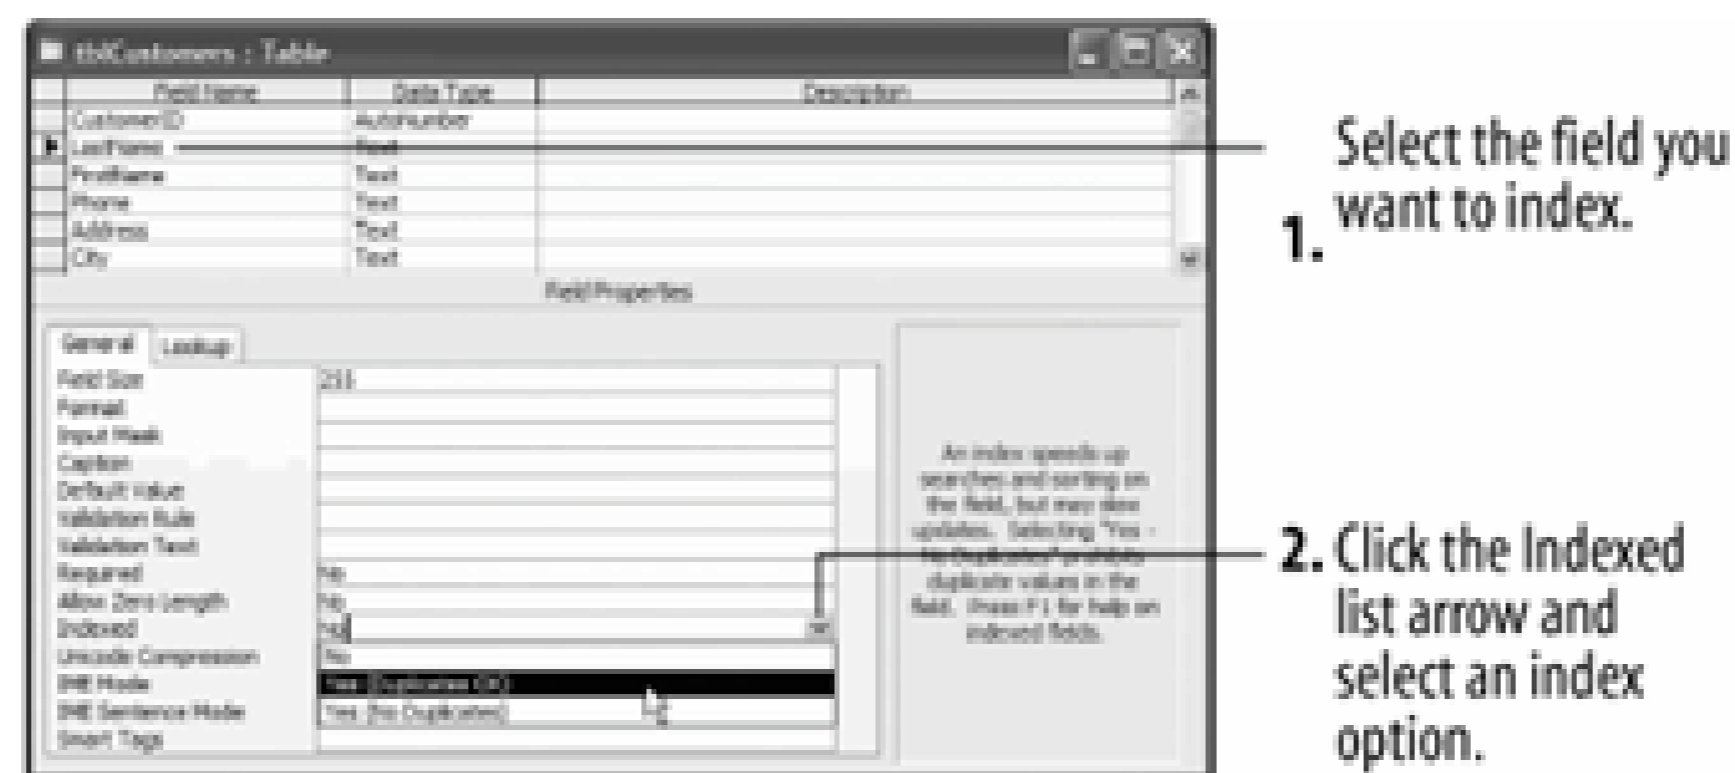 tblCustomers : Table
Field Name Data Type Description
CustomerID AutoNumber
LastName Text
FirstName Text
Phone Text
Address Text
City Text
Field Properties
General Lookup
Field Size 255
Format
Input Mask
Caption
Default Value
Validation Rule
Validation Text
Required No
Allow Zero Length No
Indexed No
Unicode Compression No
IME Mode Yes (Duplicates OK)
IME Sentence Mode Yes (No Duplicates)
Smart Tags
An index speeds up
searches and sorting on
the field, but may slow
updates. Selecting "Yes -
No Duplicates" prohibits
duplicate values in the
field. Press F1 for help on
indexed fields.
1. Select the field you
want to index.
2. Click the Indexed
list arrow and
select an index
option.